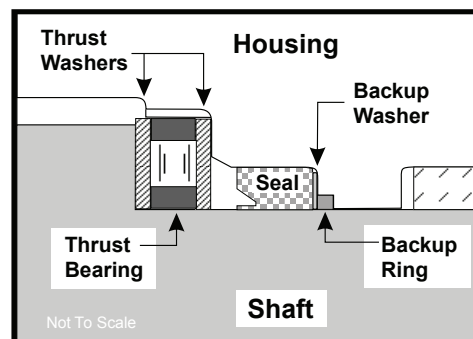 Thrust
Washers
Housing
Backup
Washer
Seal
Thrust
Bearing
Backup
Ring
Shaft
Not To Scale